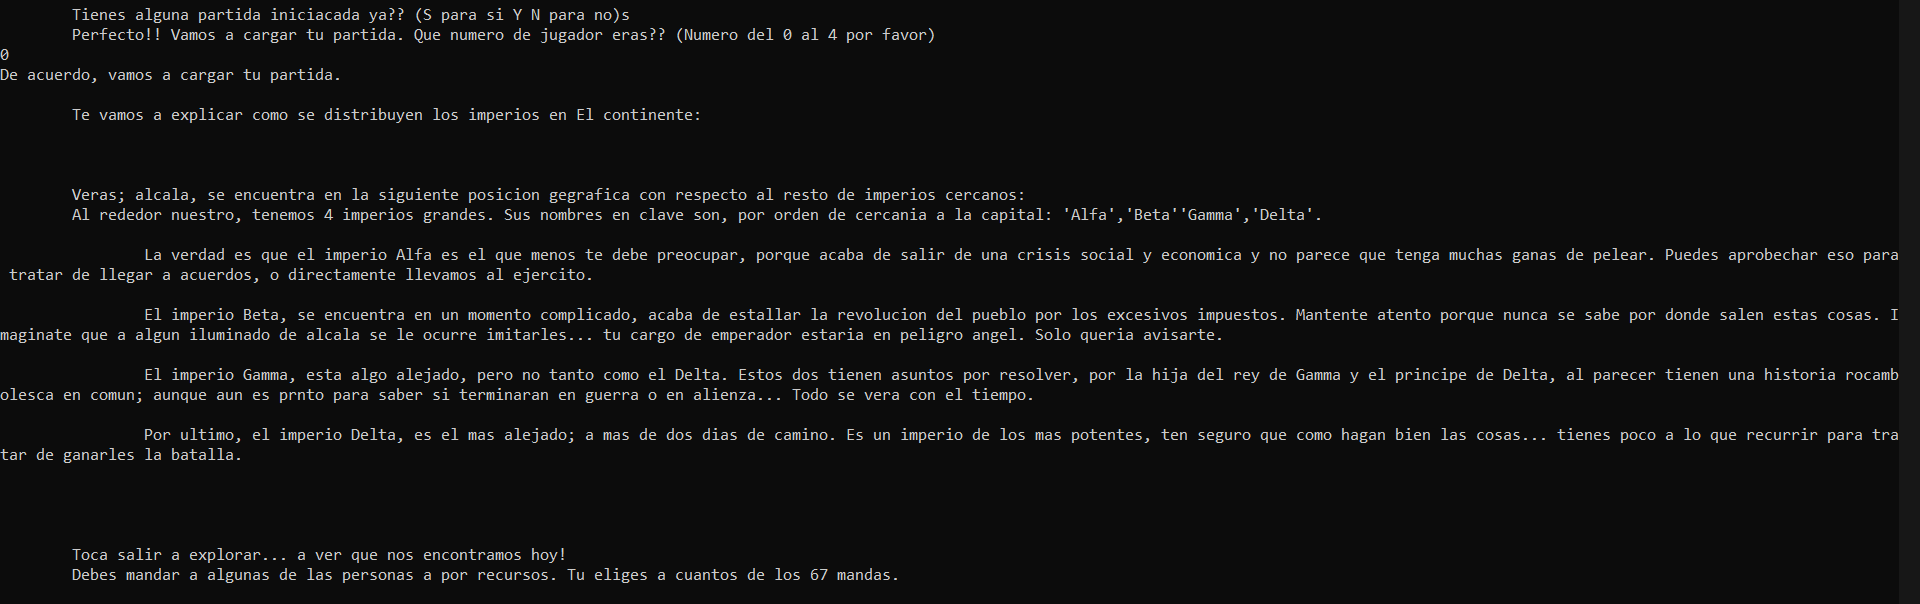 Tienes alguna partida iniciacada ya?? (S para si Y N para no)s
Perfecto!! Vamos a cargar tu partida. Que numero de jugador eras?? (Numero del 0 al 4 por favor)
0
De acuerdo, vamos a cargar tu partida.
Te vamos a explicar como se distribuyen los imperios en El continente:
Veras; alcala, se encuentra en la siguiente posicion gegrafica con respecto al resto de imperios cercanos:
Al rededor nuestro, tenemos 4 imperios grandes. Sus nombres en clave son, por orden de cercania a la capital: 'Alfa','Beta''Gamma','Delta'.
La verdad es que el imperio Alfa es el que menos te debe preocupar, porque acaba de salir de una crisis social y economica y no parece que tenga muchas ganas de pelear. Puedes aprobechar eso para
tratar de llegar a acuerdos, o directamente llevamos al ejercito.
El imperio Beta, se encuentra en un momento complicado, acaba de estallar la revolucion del pueblo por los excesivos impuestos. Mantente atento porque nunca se sabe por donde salen estas cosas. I
maginate que a algun iluminado de alcala se le ocurre imitarles... tu cargo de emperador estaria en peligro angel. Solo queria avisarte.
El imperio Gamma, esta algo alejado, pero no tanto como el Delta. Estos dos tienen asuntos por resolver, por la hija del rey de Gamma y el principe de Delta, al parecer tienen una historia rocamb
olesca en comun; aunque aun es prnto para saber si terminaran en guerra o en alienza... Todo se vera con el tiempo.
Por ultimo, el imperio Delta, es el mas alejado; a mas de dos dias de camino. Es un imperio de los mas potentes, ten seguro que como hagan bien las cosas... tienes poco a lo que recurrir para tra
tar de ganarles la batalla.
Toca salir a explorar... a ver que nos encontramos hoy!
Debes mandar a algunas de las personas a por recursos. Tu eliges a cuantos de los 67 mandas.